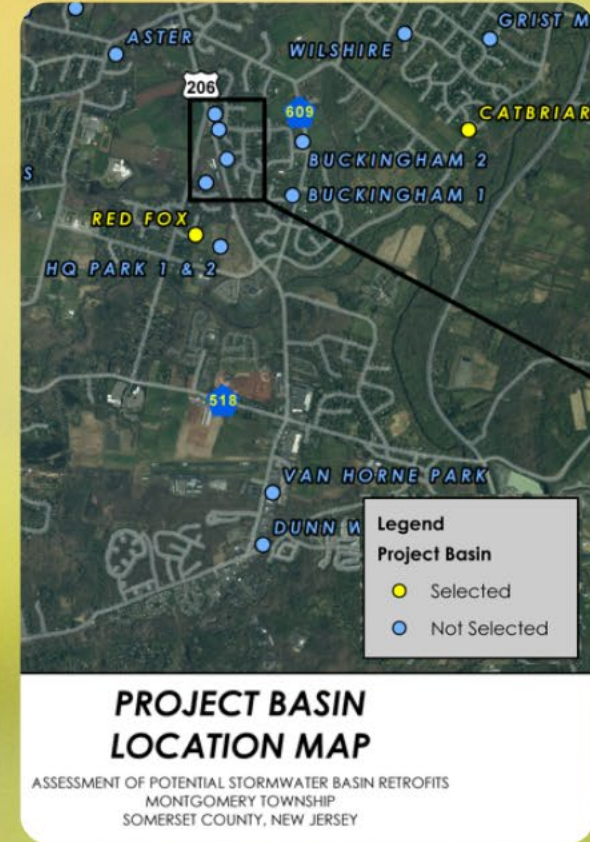 ASTER
WILSHIRE
GRIST M
206
609
CATBRIAR
S
BUCKINGHAM 2
BUCKINGHAM 1
RED FOX
HQ PARK 1 & 2
518
VAN HORNE PARK
DUNN W
Legend
Project Basin
Selected
Not Selected
PROJECT BASIN
LOCATION MAP
ASSESSMENT OF POTENTIAL STORMWATER BASIN RETROFITS
MONTGOMERY TOWNSHIP
SOMERSET COUNTY, NEW JERSEY